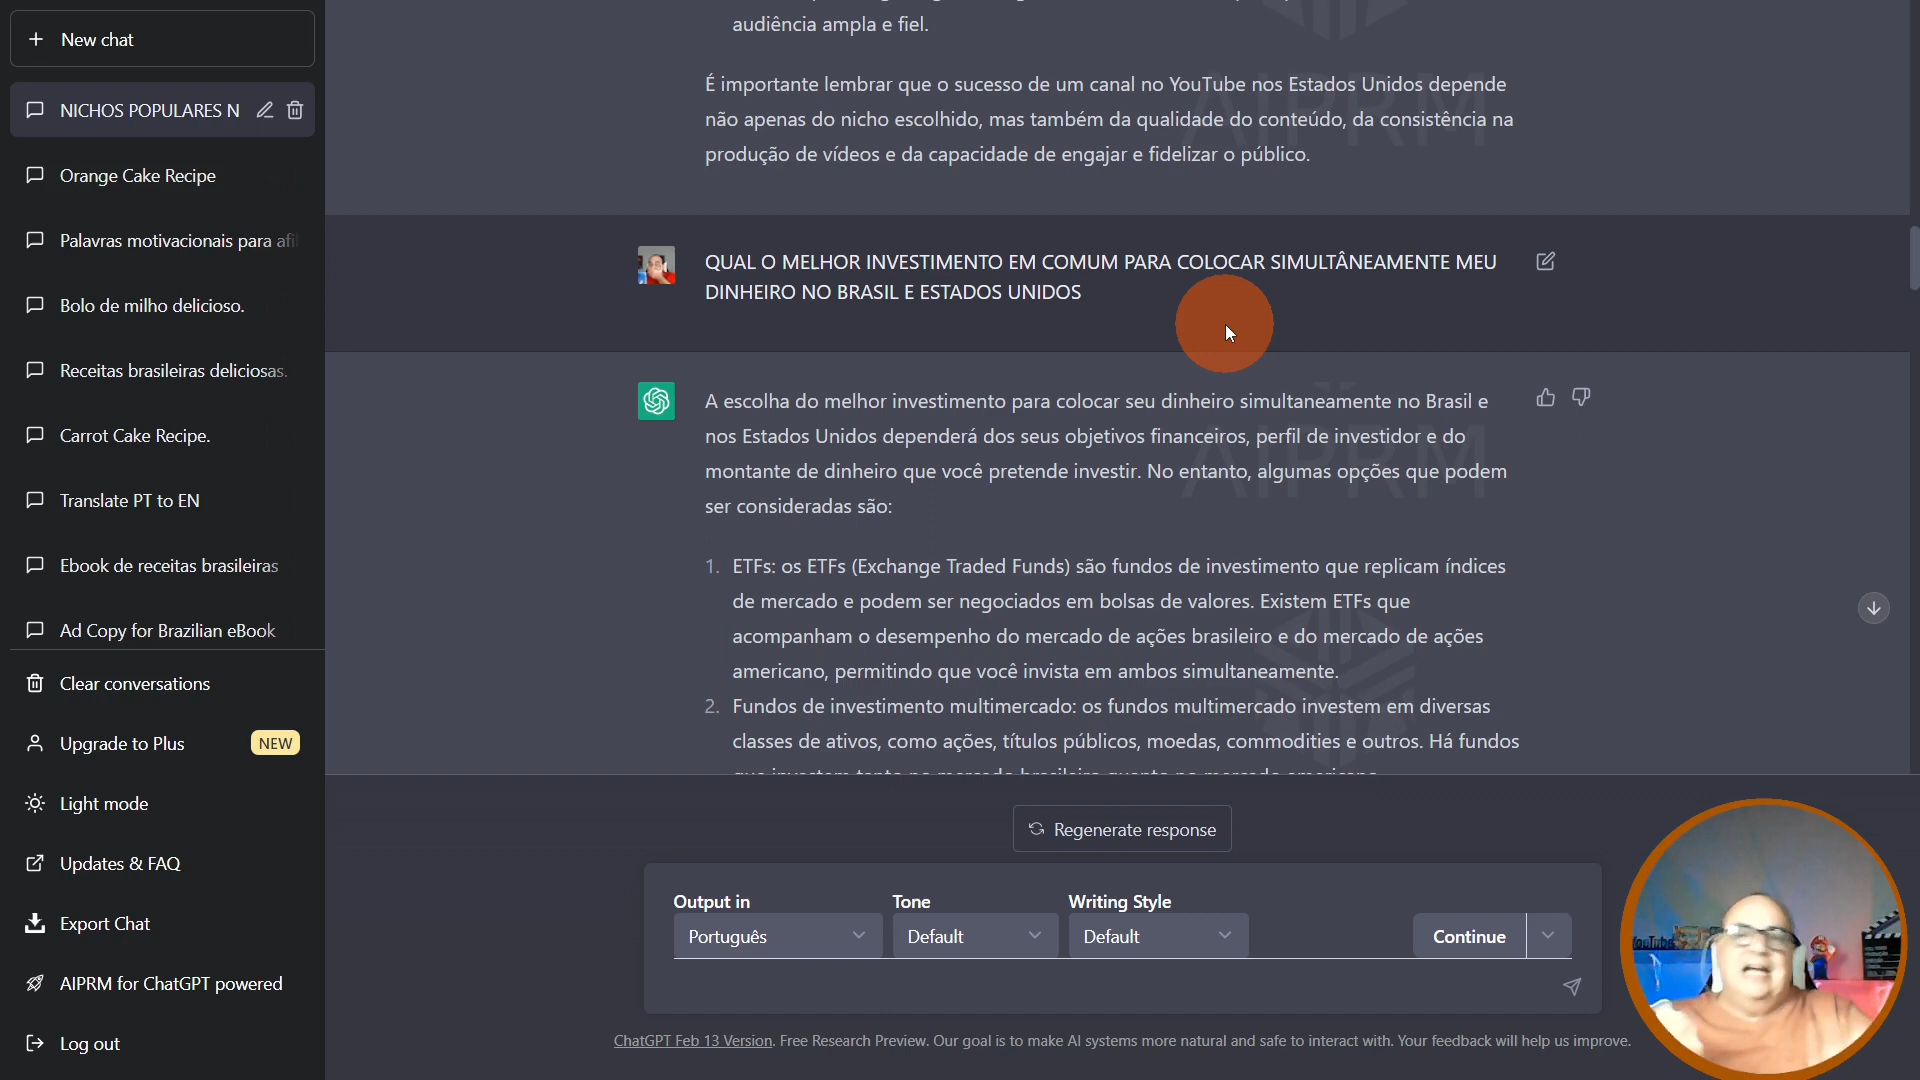 New chat
NICHOS POPULARES N
Orange Cake Recipe
Palavras motivacionais para afil
Bolo de milho delicioso.
Receitas brasileiras deliciosas.
Carrot Cake Recipe.
Translate PT to EN
Ebook de receitas brasileiras
Ad Copy for Brazilian eBook
Clear conversations
Upgrade to Plus NEW
Light mode
Updates & FAQ
Export Chat
AIPRM for ChatGPT powered
Log out
audiência ampla e fiel.
É importante lembrar que o sucesso de um canal no YouTube nos Estados Unidos depende
não apenas do nicho escolhido, mas também da qualidade do conteúdo, da consistência na
produção de vídeos e da capacidade de engajar e fidelizar o público.
AIPRM
QUAL O MELHOR INVESTIMENTO EM COMUM PARA COLOCAR SIMULTÂNEAMENTE MEU
DINHEIRO NO BRASIL E ESTADOS UNIDOS
A escolha do melhor investimento para colocar seu dinheiro simultaneamente no Brasil e
nos Estados Unidos dependerá dos seus objetivos financeiros, perfil de investidor e do
montante de dinheiro que você pretende investir. No entanto, algumas opções que podem
ser consideradas são:
AIPRM
1. ETFs: os ETFs (Exchange Traded Funds) são fundos de investimento que replicam índices
de mercado e podem ser negociados em bolsas de valores. Existem ETFs que
acompanham o desempenho do mercado de ações brasileiro e do mercado de ações
americano, permitindo que você invista em ambos simultaneamente.
2. Fundos de investimento multimercado: os fundos multimercado investem em diversas
classes de ativos, como ações, títulos públicos, moedas, commodities e outros. Há fundos
Regenerate response
Output in Tone Writing Style
Português Default Default Continue
ChatGPT Feb 13 Version. Free Research Preview. Our goal is to make AI systems more natural and safe to interact with. Your feedback will help us improve.
YouTube